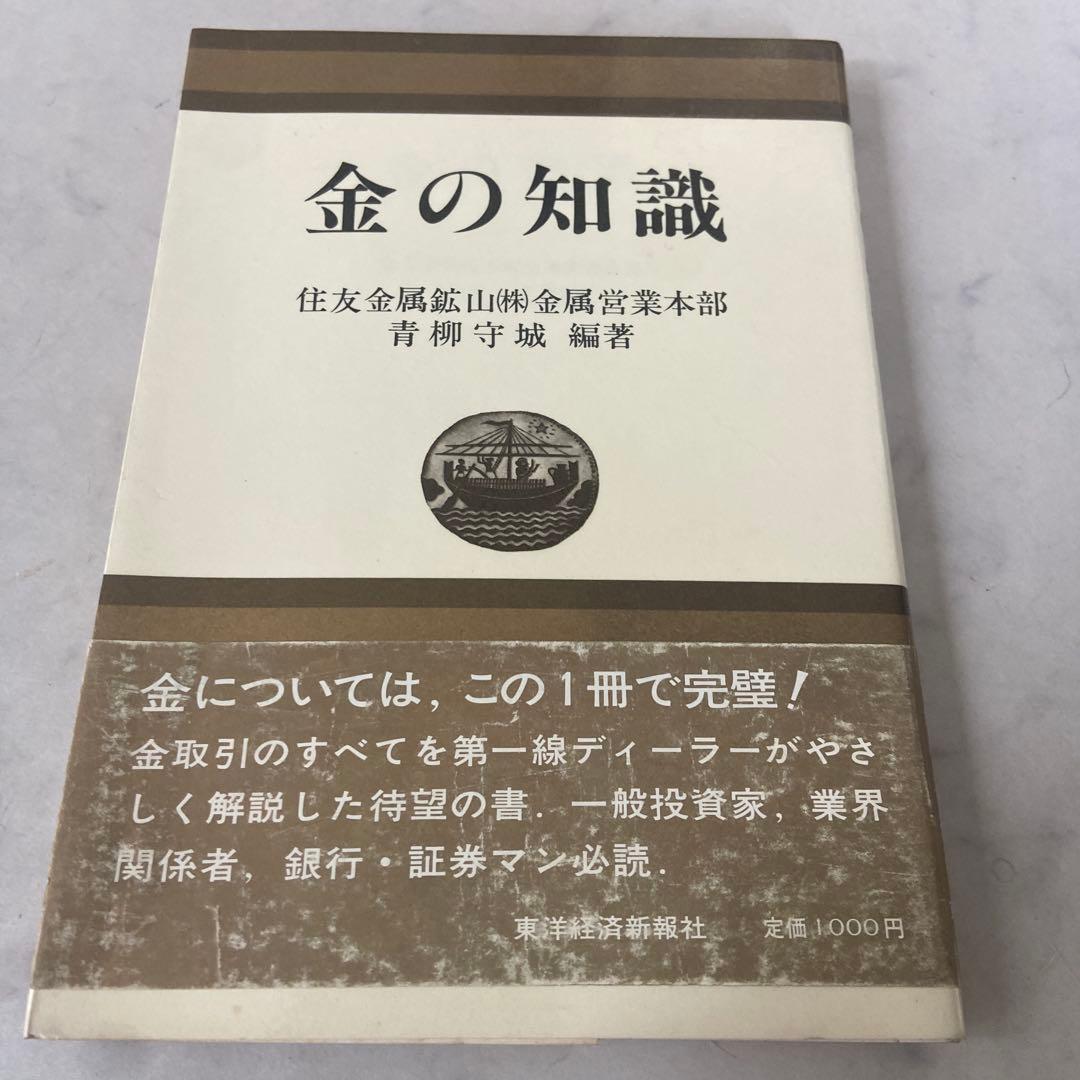 金の知識
住友金属鉱山㈱金属営業本部
青柳守城 編著
金については，この1冊で完璧！
金取引のすべてを第一線ディーラーがやさ
しく解説した待望の書．一般投資家，業界
関係者，銀行・証券マン必読．
東洋経済新報社 定価1000円